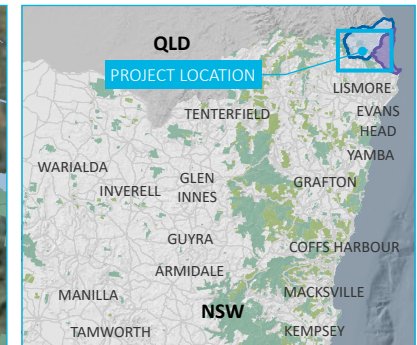 QLD
PROJECT LOCATION
LISMORE
TENTERFIELD
EVANS
HEAD
YAMBA
WARIALDA
GLEN
INNES
INVERELL
GRAFTON
GUYRA
COFFS HARBOUR
ARMIDALE
MANILLA
MACKSVILLE
NSW
TAMWORTH
KEMPSEY